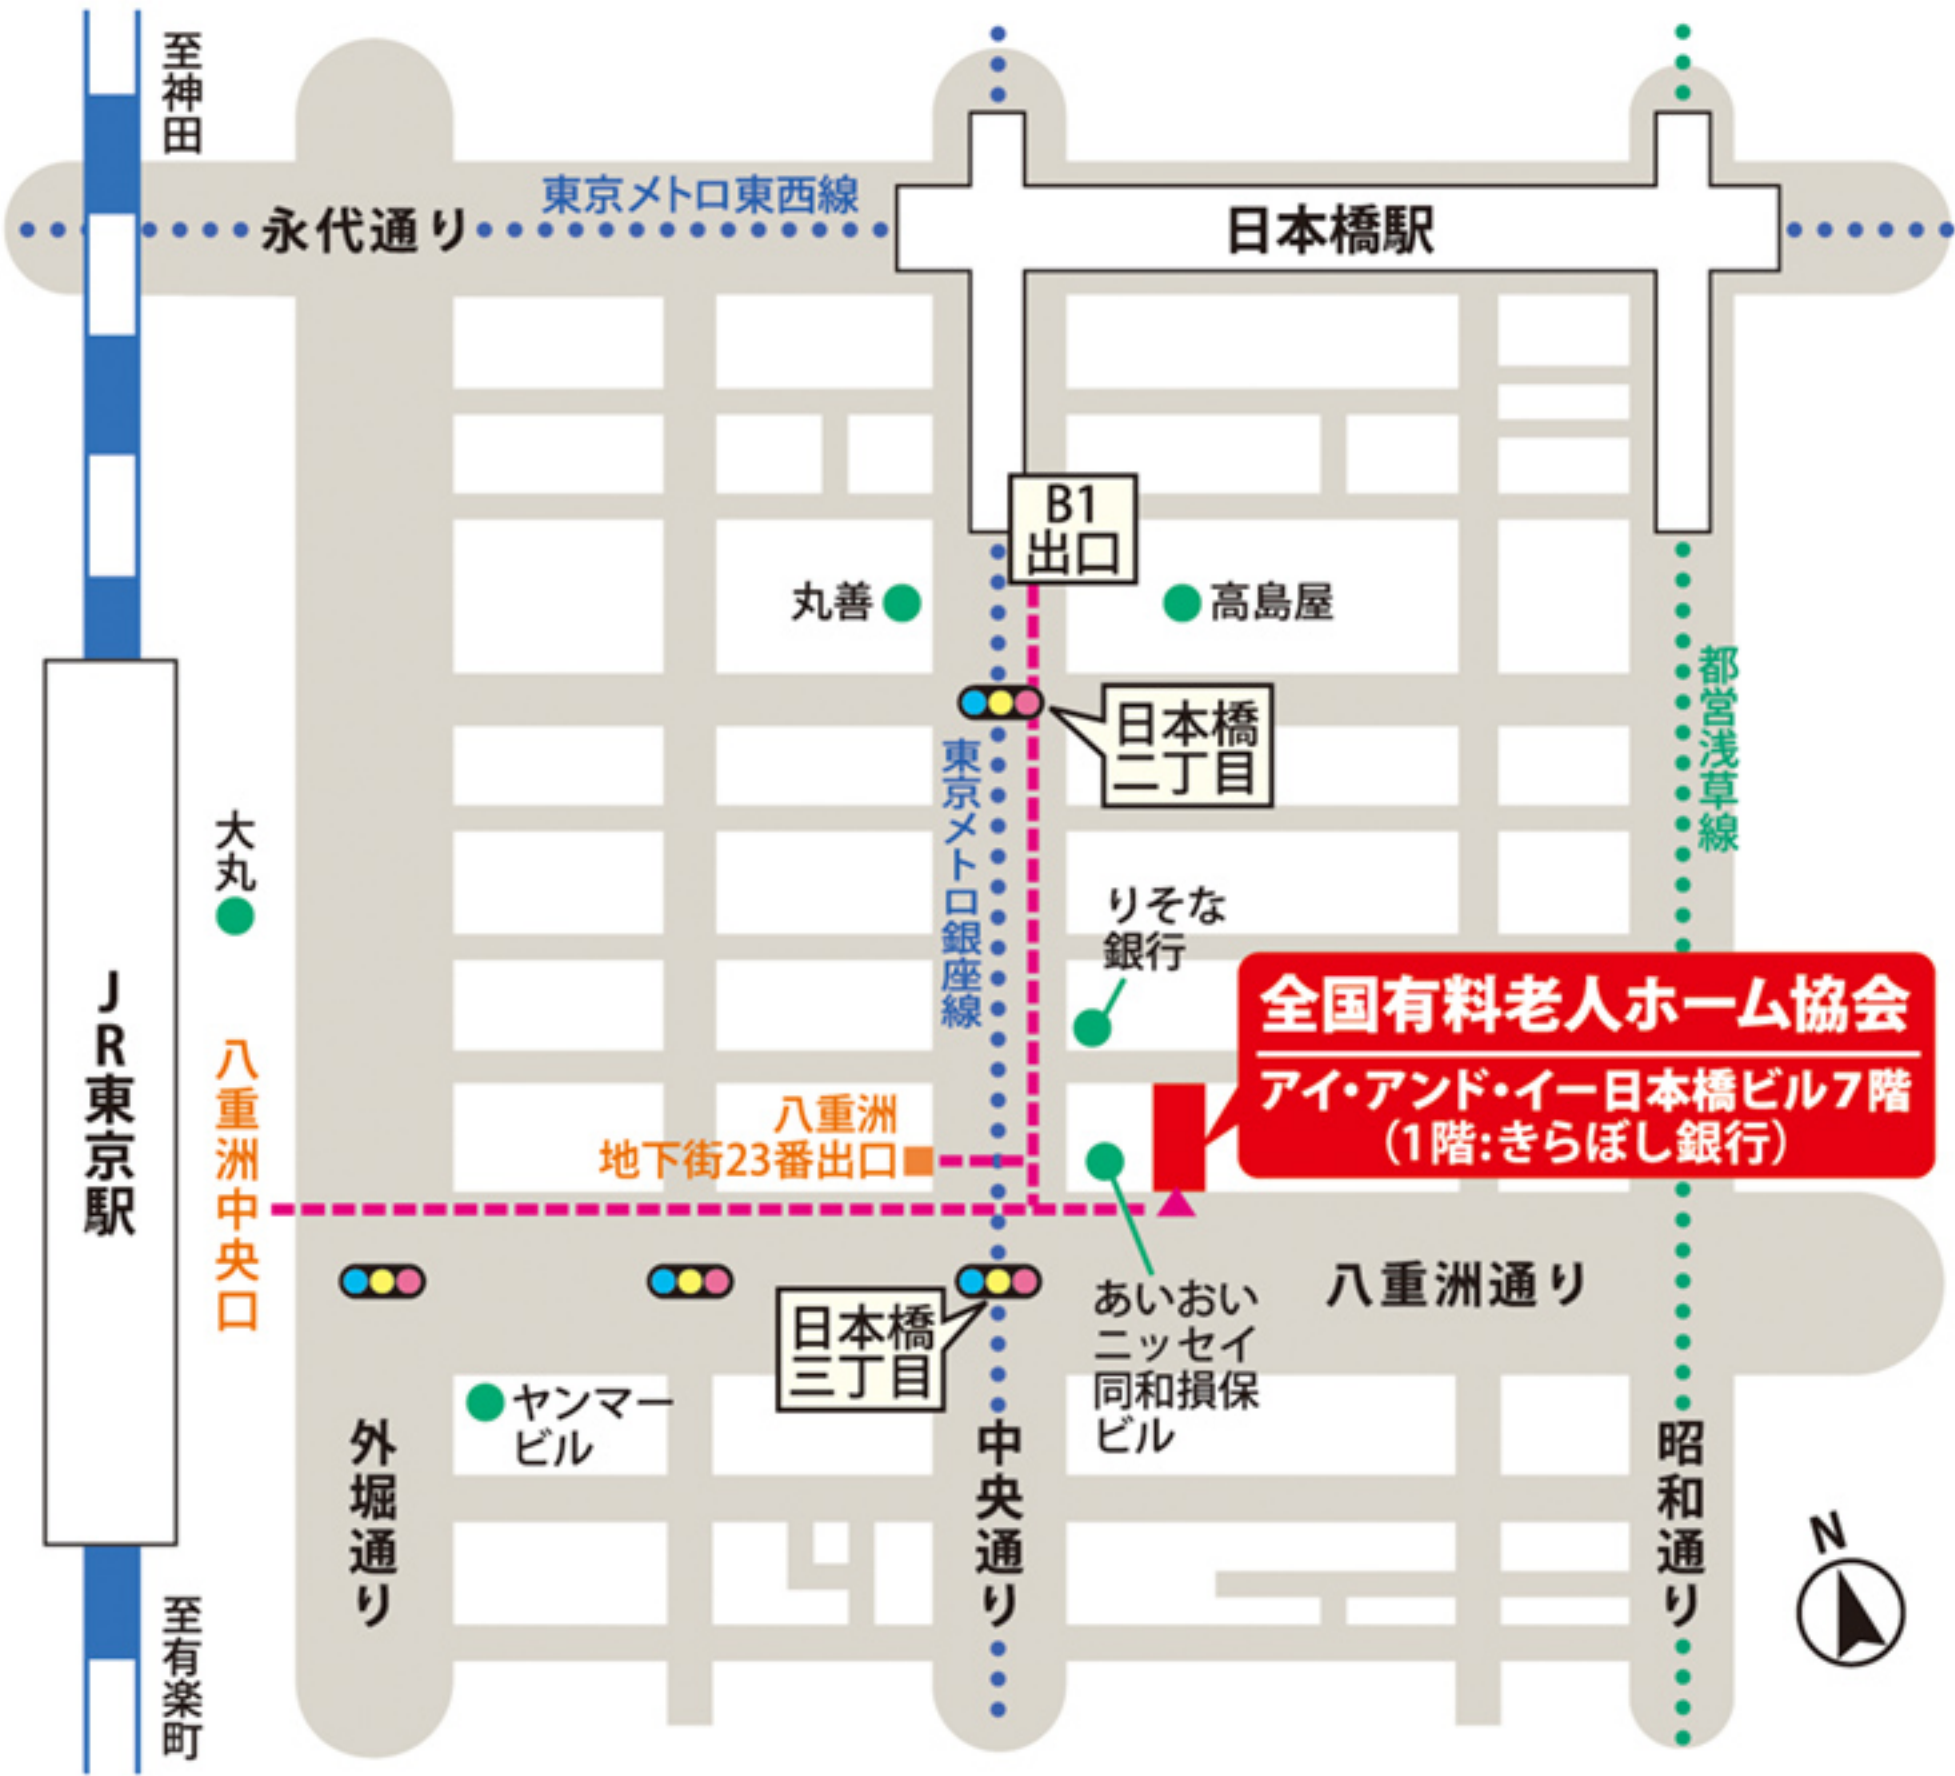 至神田
東京メトロ東西線
永代通り
日本橋駅
B1
出口
丸善
高島屋
都営浅草線
日本橋
二丁目
東京メトロ銀座線
大丸
りそな
銀行
JR東京駅
全国有料老人ホーム協会
アイ・アンド・イー日本橋ビル7階
(1階:きらぼし銀行)
八重洲中央口
八重洲
地下街23番出口
八重洲通り
あいおい
ニッセイ
同和損保
ビル
日本橋
三丁目
ヤンマー
ビル
外堀通り
中央通り
昭和通り
N
至有楽町